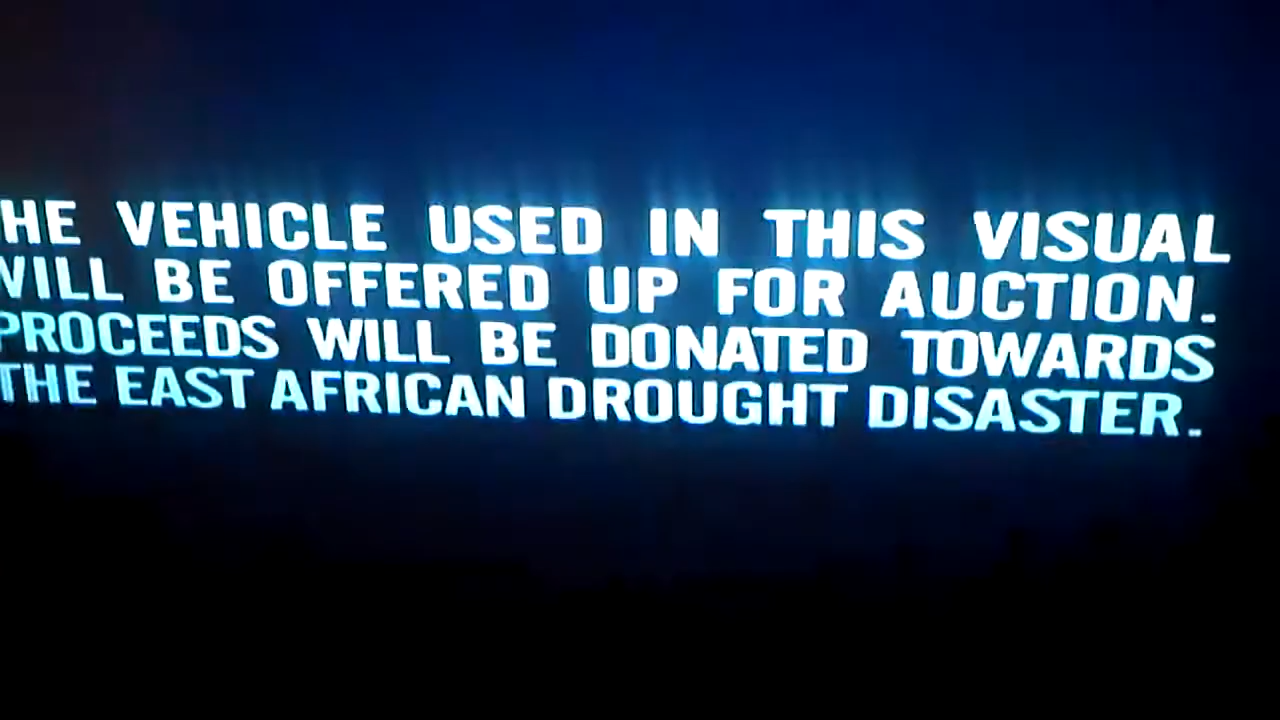 HE VEHICLE USED IN THIS VISUAL
WILL BE OFFERED UP FOR AUCTION.
PROCEEDS WILL BE DONATED TOWARDS
THE EAST AFRICAN DROUGHT DISASTER.